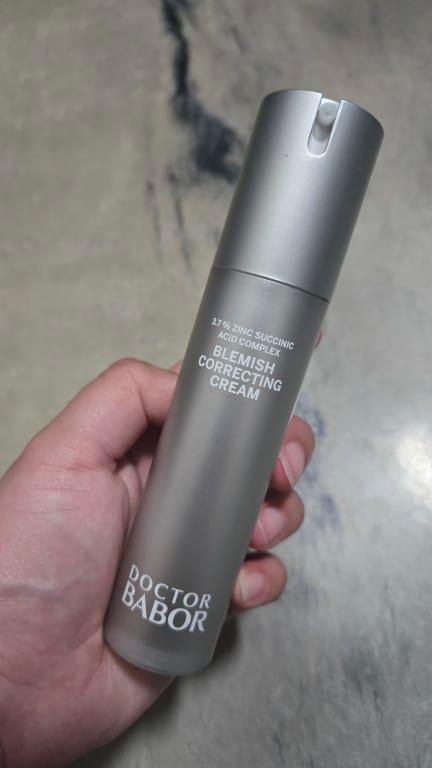 3.7% ZINC SUCCINIC
ACID COMPLEX
BLEMISH
CORRECTING
CREAM
DOCTOR
BABOR